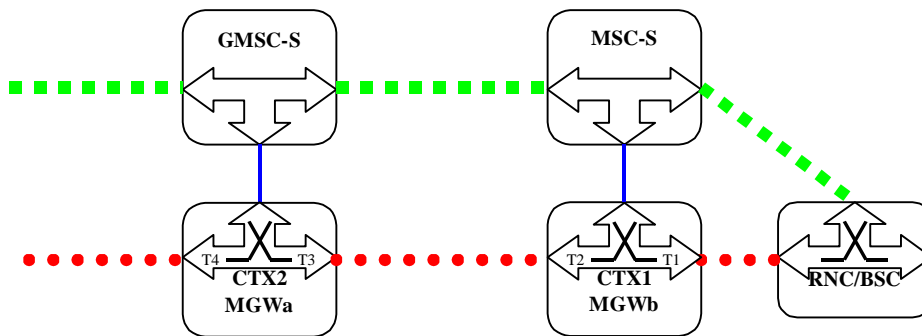 GMSC-S
MSC-S
T4
T3
CTX2
MGWa
T2
T1
CTX1
MGWb
RNC/BSC